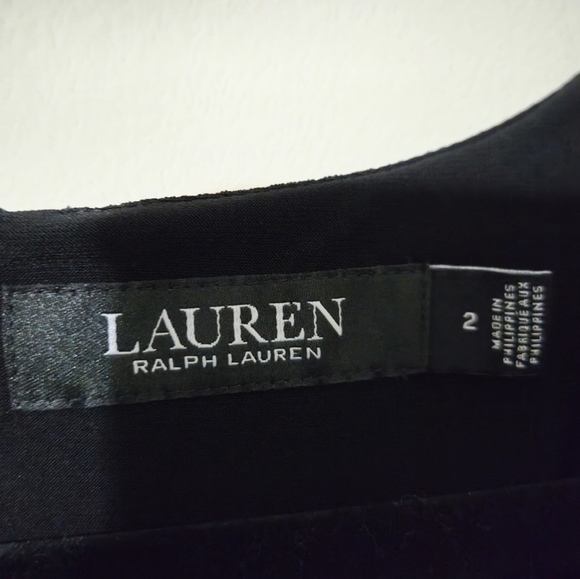 LAUREN
RALPH LAUREN
2
MADE IN
PHILIPPINES
FABRIQUE AUX
PHILIPPINES